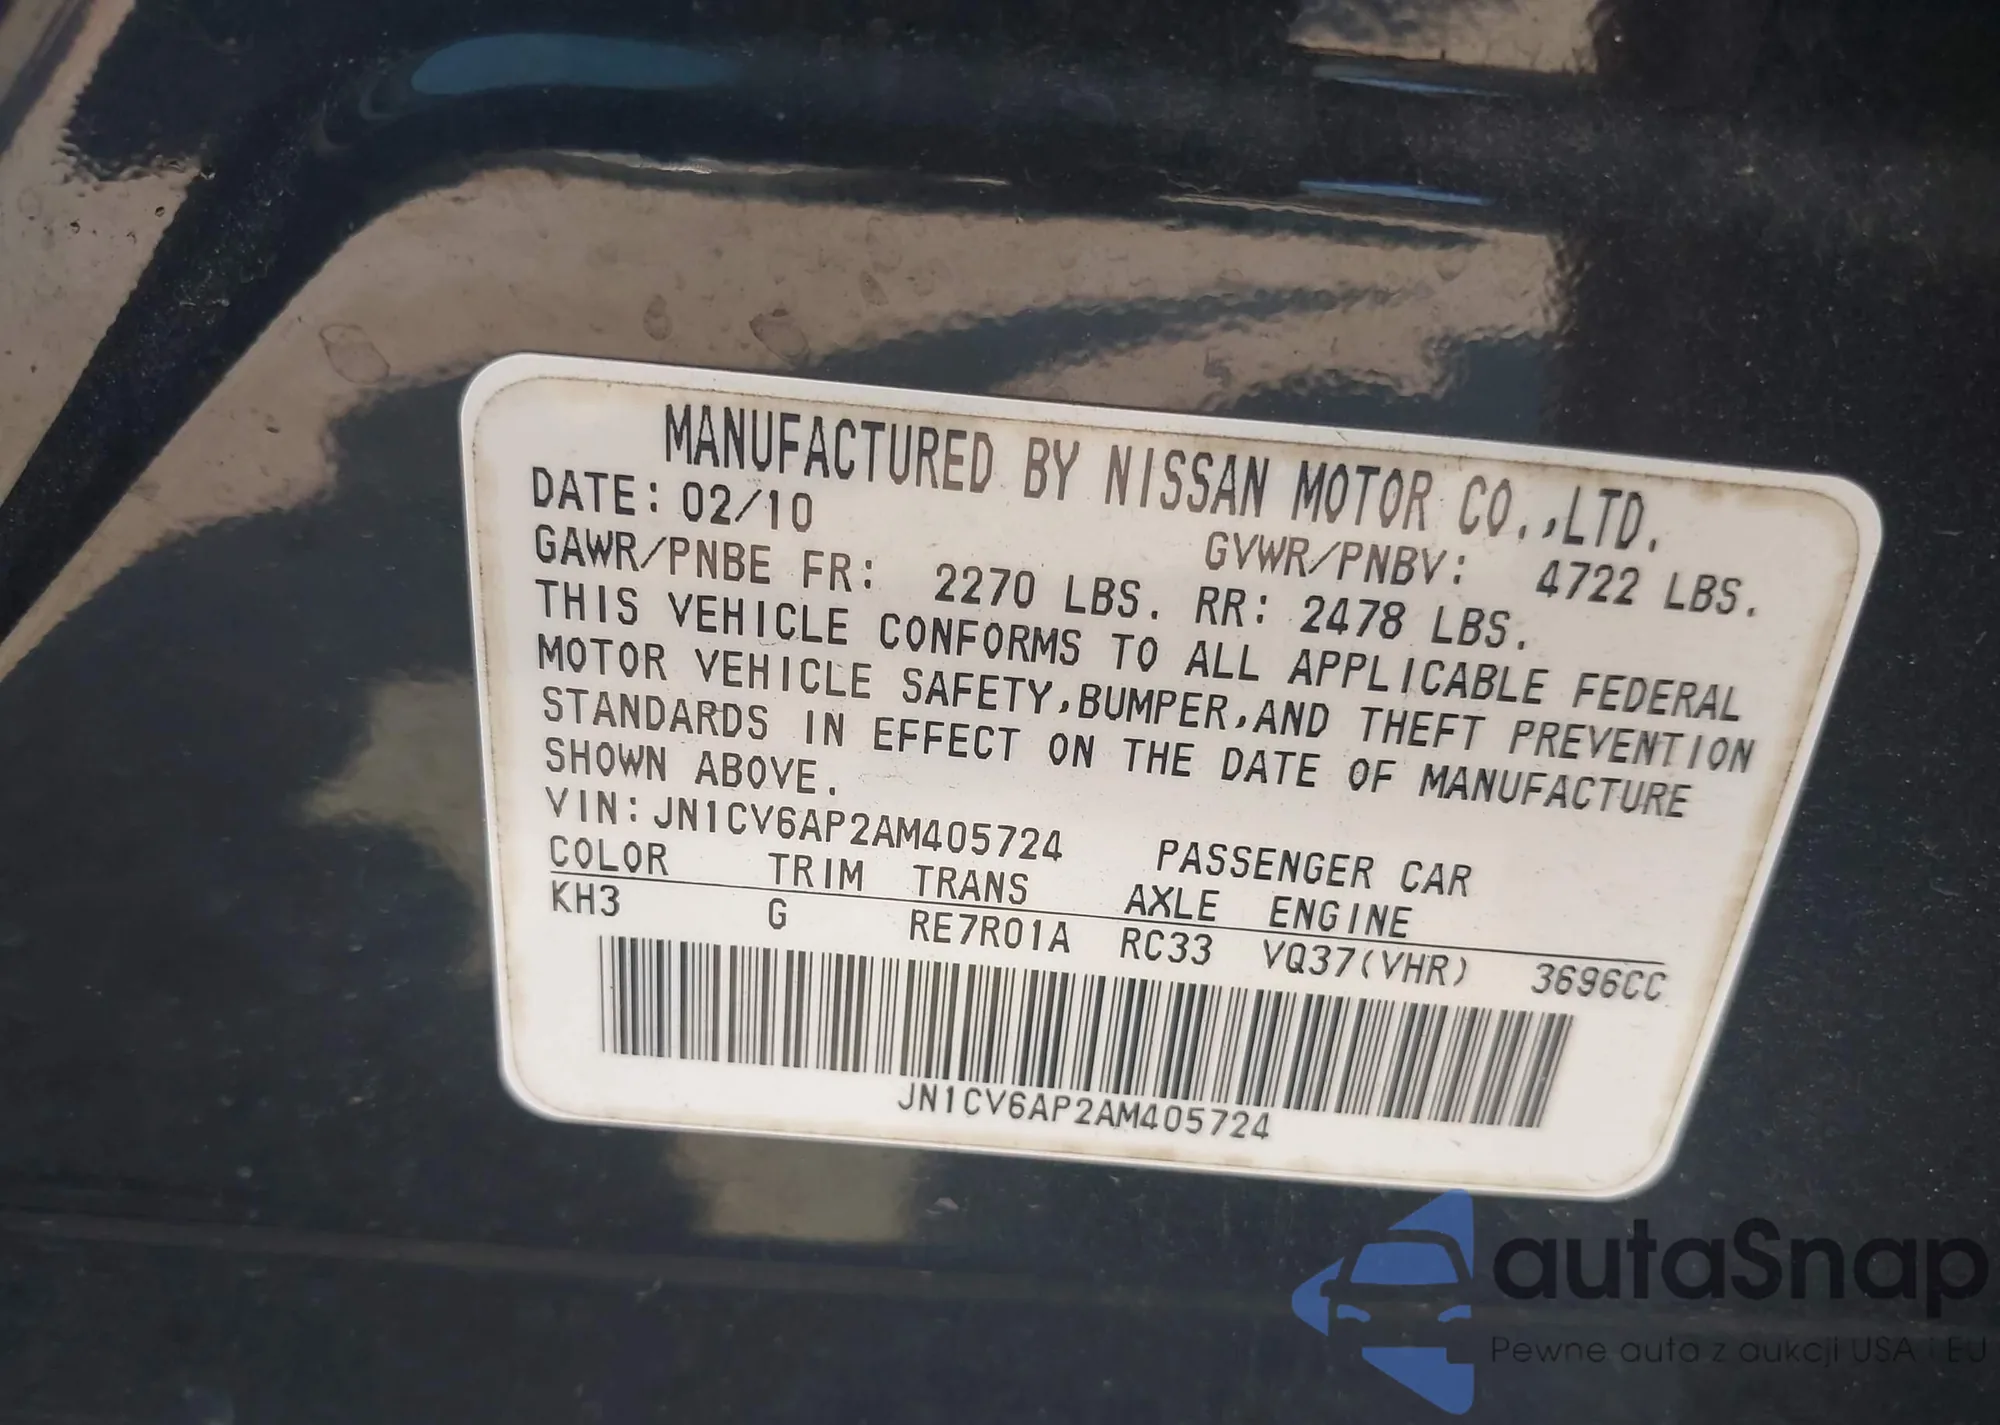 MANUFACTURED BY NISSAN MOTOR CO.,LTD.
DATE: 02/10 GVWR/PNBV: 4722 LBS.
GAWR/PNBE FR: 2270 LBS. RR: 2478 LBS.
THIS VEHICLE CONFORMS TO ALL APPLICABLE FEDERAL
MOTOR VEHICLE SAFETY,BUMPER,AND THEFT PREVENTION
STANDARDS IN EFFECT ON THE DATE OF MANUFACTURE
SHOWN ABOVE.
VIN:JN1CV6AP2AM405724 PASSENGER CAR
COLOR TRIM TRANS AXLE ENGINE
KH3 G RE7R01A RC33 VQ37(VHR) 3696CC
JN1CV6AP2AM405724
autaSnap
Pewne auta z aukcji USA i EU